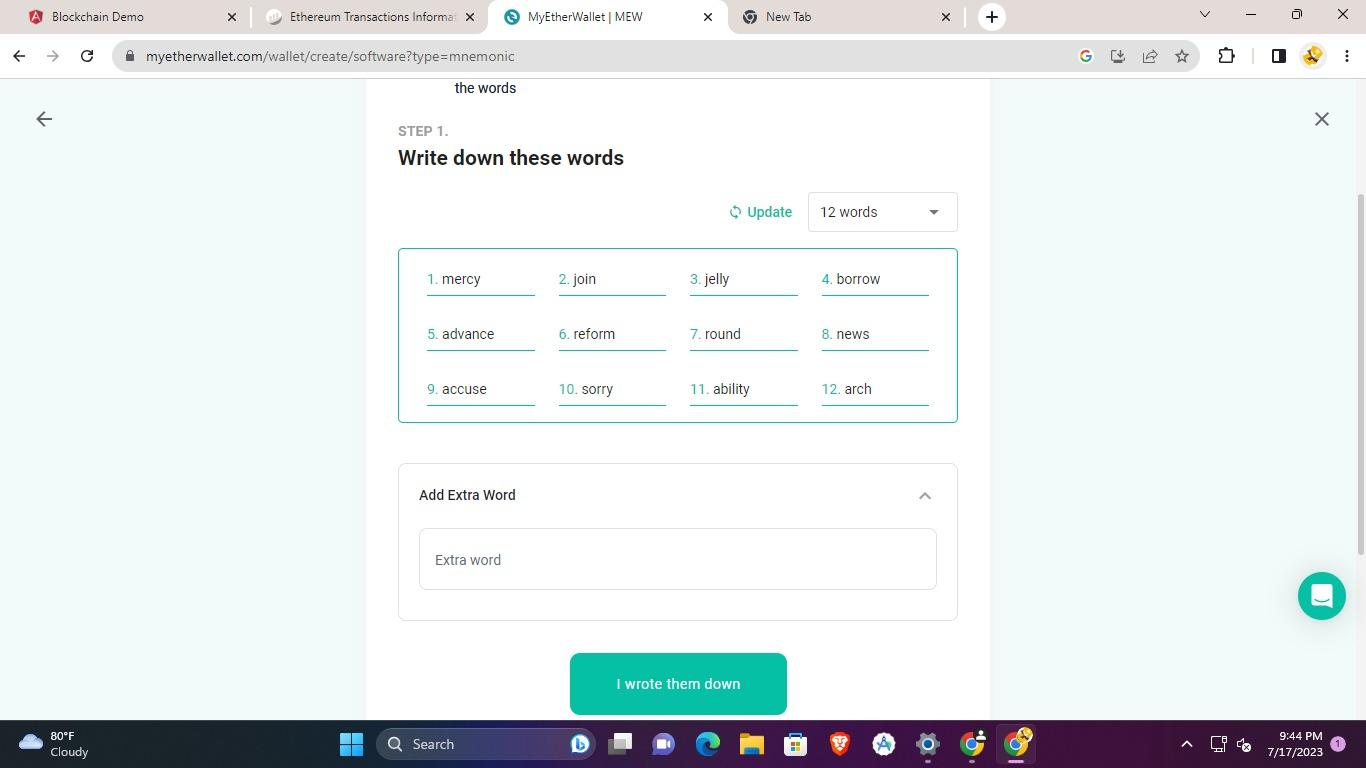 Blockchain Demo
Ethereum Transactions Informat
MyEtherWallet | MEW
New Tab
myetherwallet.com/wallet/create/software?type=mnemonic
the words
STEP 1.
Write down these words
Update
12 words
1. mercy 2. join 3. jelly 4. borrow
5. advance 6. reform 7. round 8. news
9. accuse 10. sorry 11. ability 12. arch
Add Extra Word
Extra word
I wrote them down
80°F
Cloudy
Search
9:44 PM
7/17/2023
1